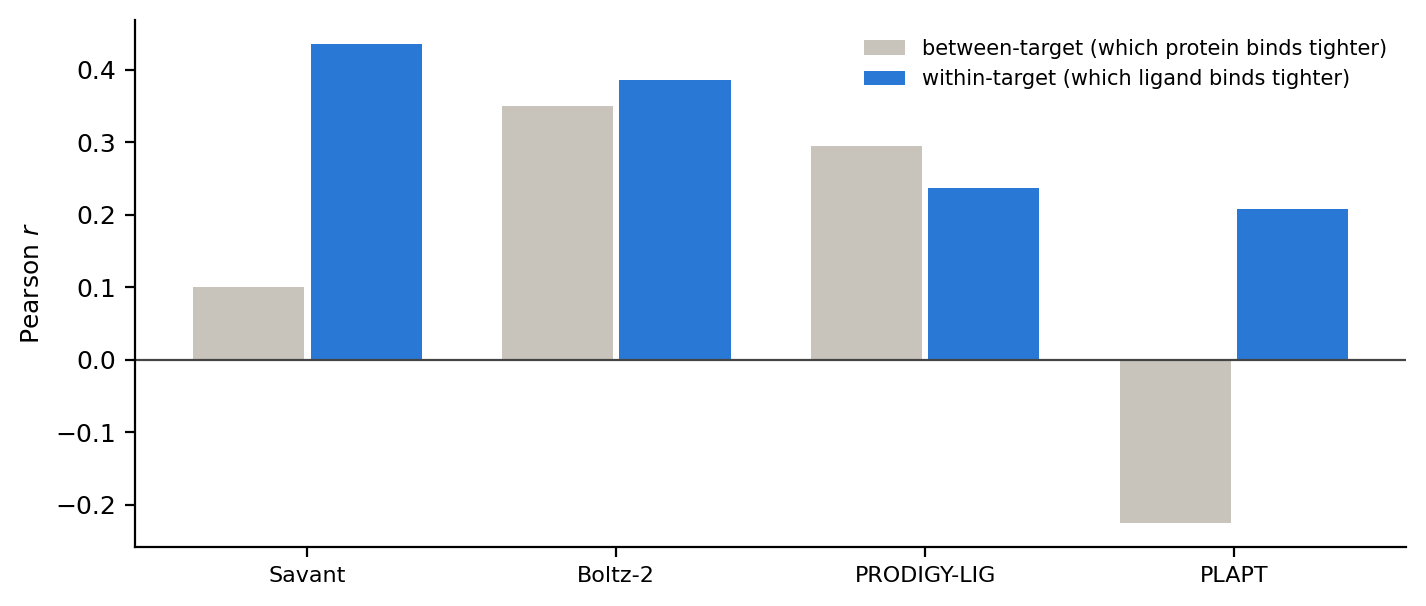 between-target (which protein binds tighter)
within-target (which ligand binds tighter)
Pearson r
0.4
0.3
0.2
0.1
0.0
−0.1
−0.2
Savant
Boltz-2
PRODIGY-LIG
PLAPT